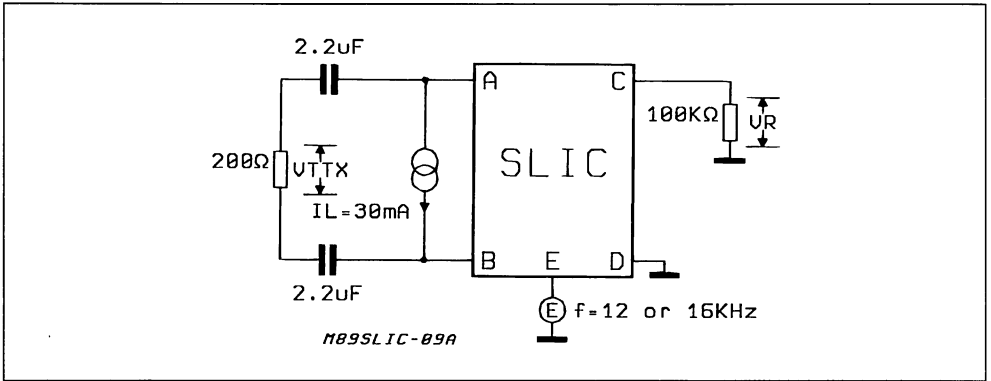 2.2uF
A
C
100KΩ
VR
200Ω
VTTX
SLIC
IL=30mA
B
E
D
2.2uF
E
f=12 or 16KHz
M89SLIC-09A